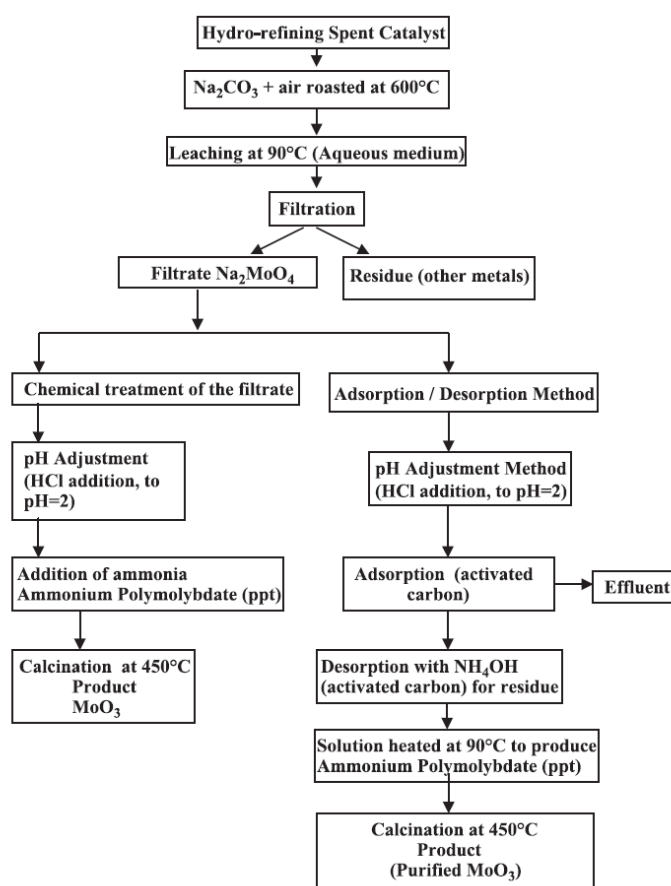 Hydro-refining Spent Catalyst
Na₂CO₃ + air roasted at 600°C
Leaching at 90°C (Aqueous medium)
Filtration
Filtrate Na₂MoO₄
Residue (other metals)
Chemical treatment of the filtrate
Adsorption / Desorption Method
pH Adjustment
(HCl addition, to
pH=2)
pH Adjustment Method
(HCl addition, to pH=2)
Addition of ammonia
Ammonium Polymolybdate (ppt)
Adsorption (activated
carbon)
Effluent
Calcination at 450°C
Product
MoO₃
Desorption with NH₄OH
(activated carbon) for residue
Solution heated at 90°C to produce
Ammonium Polymolybdate (ppt)
Calcination at 450°C
Product
(Purified MoO₃)